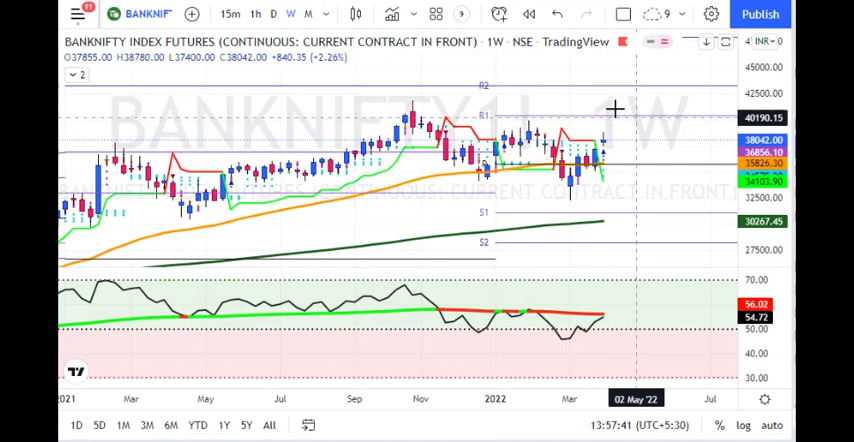 11
BANKNIF
15m 1h D W M
9
9
Publish
BANKNIFTY INDEX FUTURES (CONTINUOUS: CURRENT CONTRACT IN FRONT) · 1W · NSE · TradingView
INR
0
O37855.00 H38780.00 L37400.00 C38042.00 +840.35 (+2.26%)
2
45000.00
42500.00
40190.15
38042.00
36856.10
35826.30
34103.90
32500.00
30267.45
27500.00
R2
R1
P
S1
S2
70.00
56.02
54.72
50.00
40.00
30.00
2021 Mar May Jul Sep Nov 2022 Mar 02 May '22 Jul
1D 5D 1M 3M 6M YTD 1Y 5Y All
13:57:41 (UTC+5:30)
% log auto